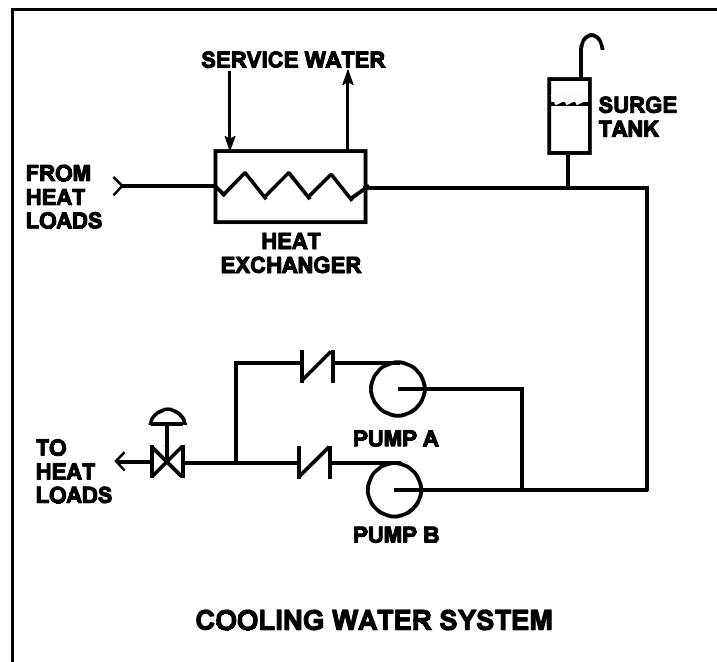 SERVICE WATER
SURGE
TANK
FROM
HEAT
LOADS
HEAT
EXCHANGER
PUMP A
TO
HEAT
LOADS
PUMP B
COOLING WATER SYSTEM